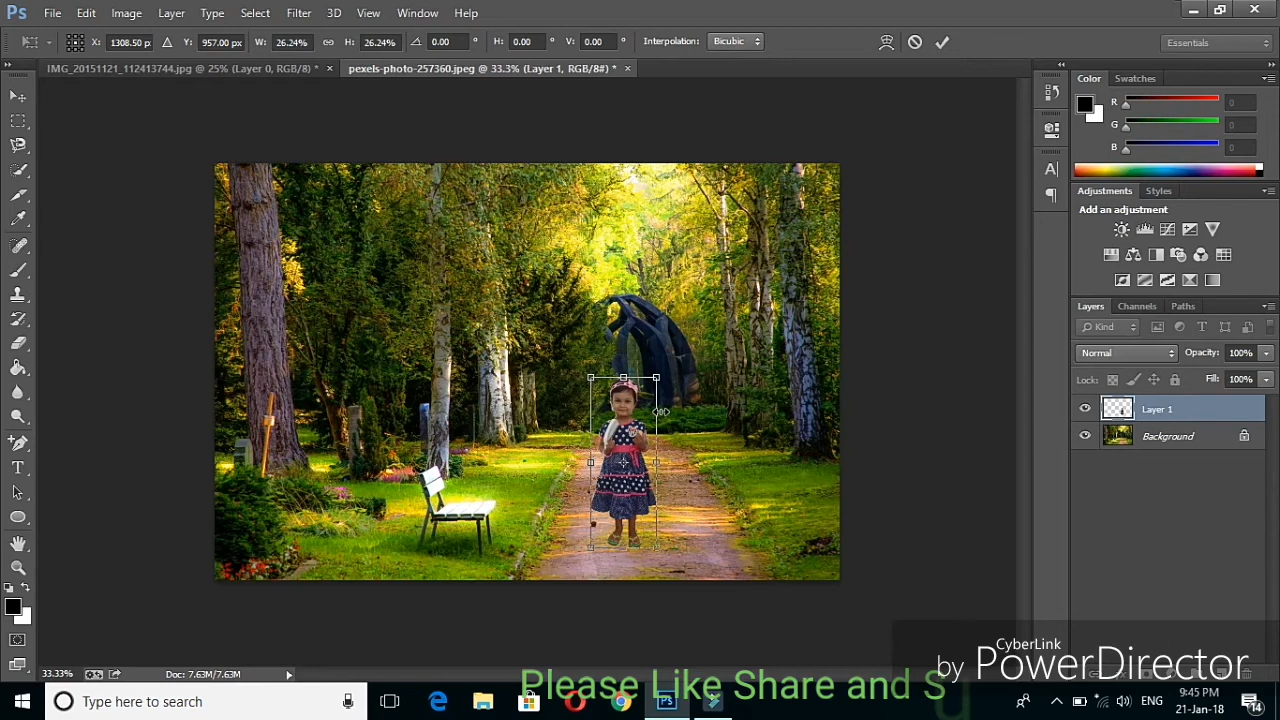 Ps File Edit Image Layer Type Select Filter 3D View Window Help
X: 1308.50 px Y: 957.00 px W: 26.24% H: 26.24% 0.00 ° H: 0.00 ° V: 0.00 ° Interpolation: Bicubic Essentials
IMG_20151121_112413744.jpg @ 25% (Layer 0, RGB/8) * × pexels-photo-257360.jpeg @ 33.3% (Layer 1, RGB/8#) * ×
Color Swatches
R 0
G 0
B 0
Adjustments Styles
Add an adjustment
Layers Channels Paths
Kind
Normal Opacity: 100%
Lock: Fill: 100%
Layer 1
Background
33.33% Doc: 7.63M/7.63M
CyberLink
by PowerDirector
Please Like Share and Su
Type here to search
ENG
9:45 PM
21-Jan-18
14